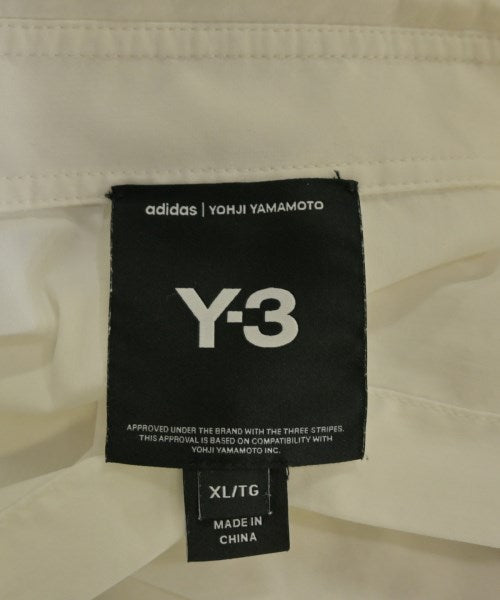 adidas | YOHJI YAMAMOTO
Y-3
APPROVED UNDER THE BRAND WITH THE THREE STRIPES.
THIS APPROVAL IS BASED ON COMPATIBILITY WITH
YOHJI YAMAMOTO INC.
XL/TG
MADE IN
CHINA